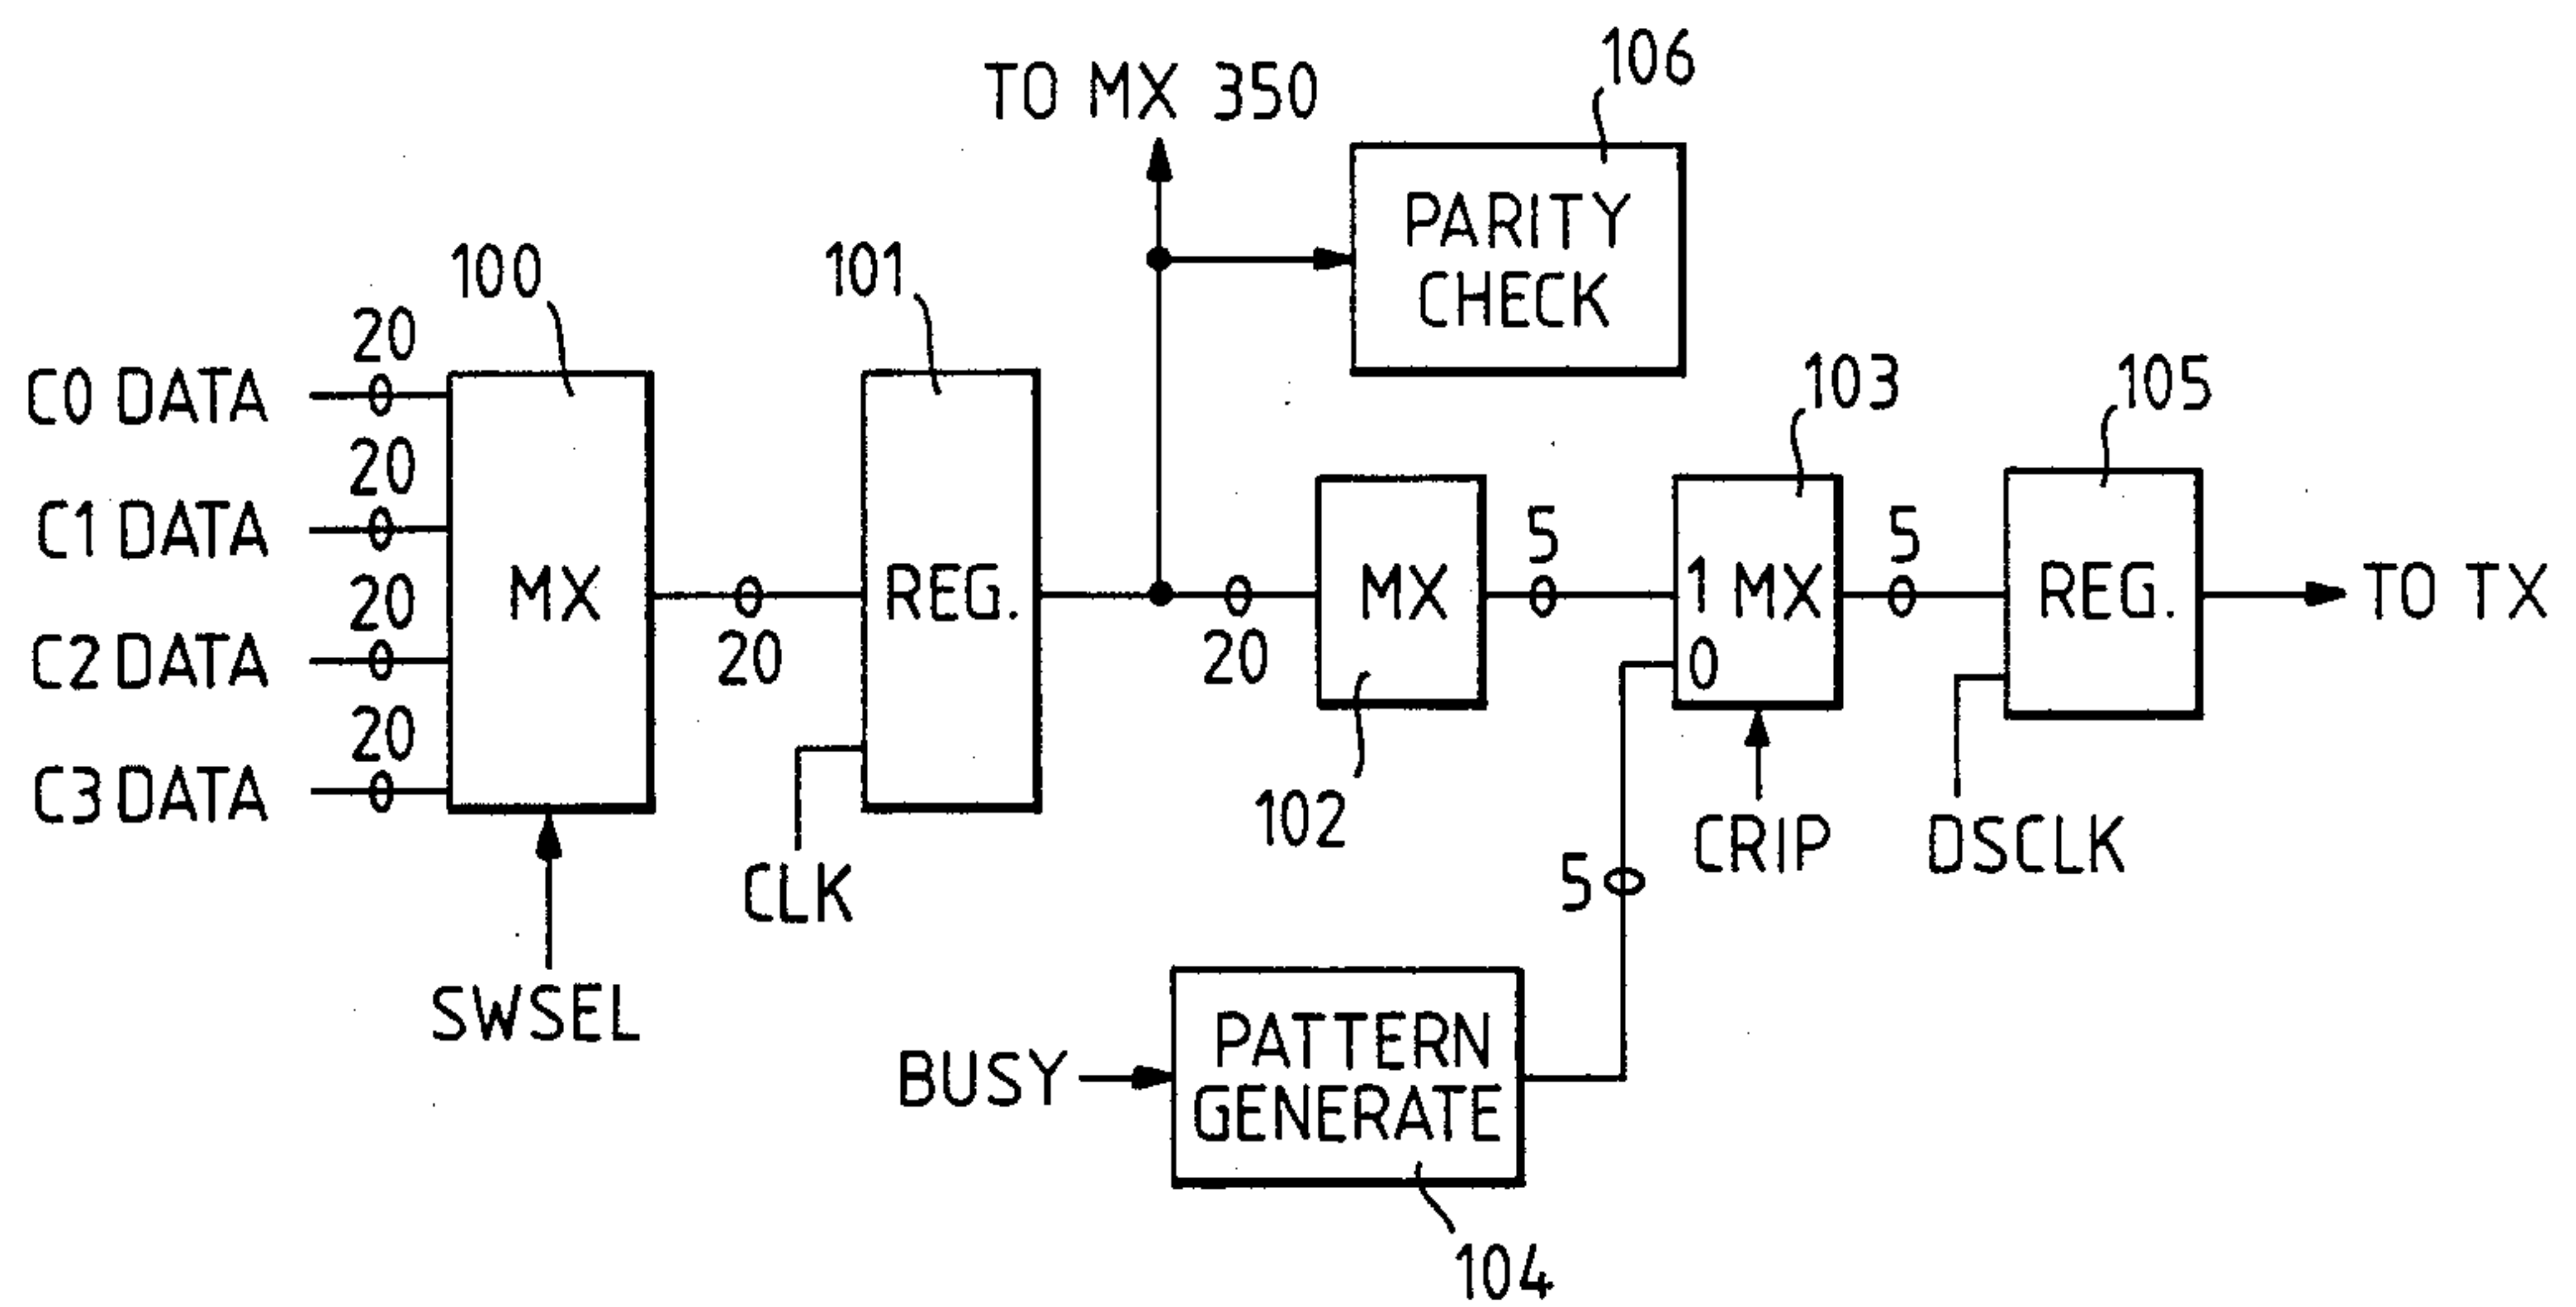 TO MX 350
106
PARITY
CHECK
100
101
103
105
20
C0 DATA
20
C1 DATA
20
C2 DATA
20
C3 DATA
MX
20
REG.
20
MX
5
1 MX
0
5
REG.
TO TX
102
CLK
CRIP
DSCLK
5
SWSEL
BUSY
PATTERN
GENERATE
104